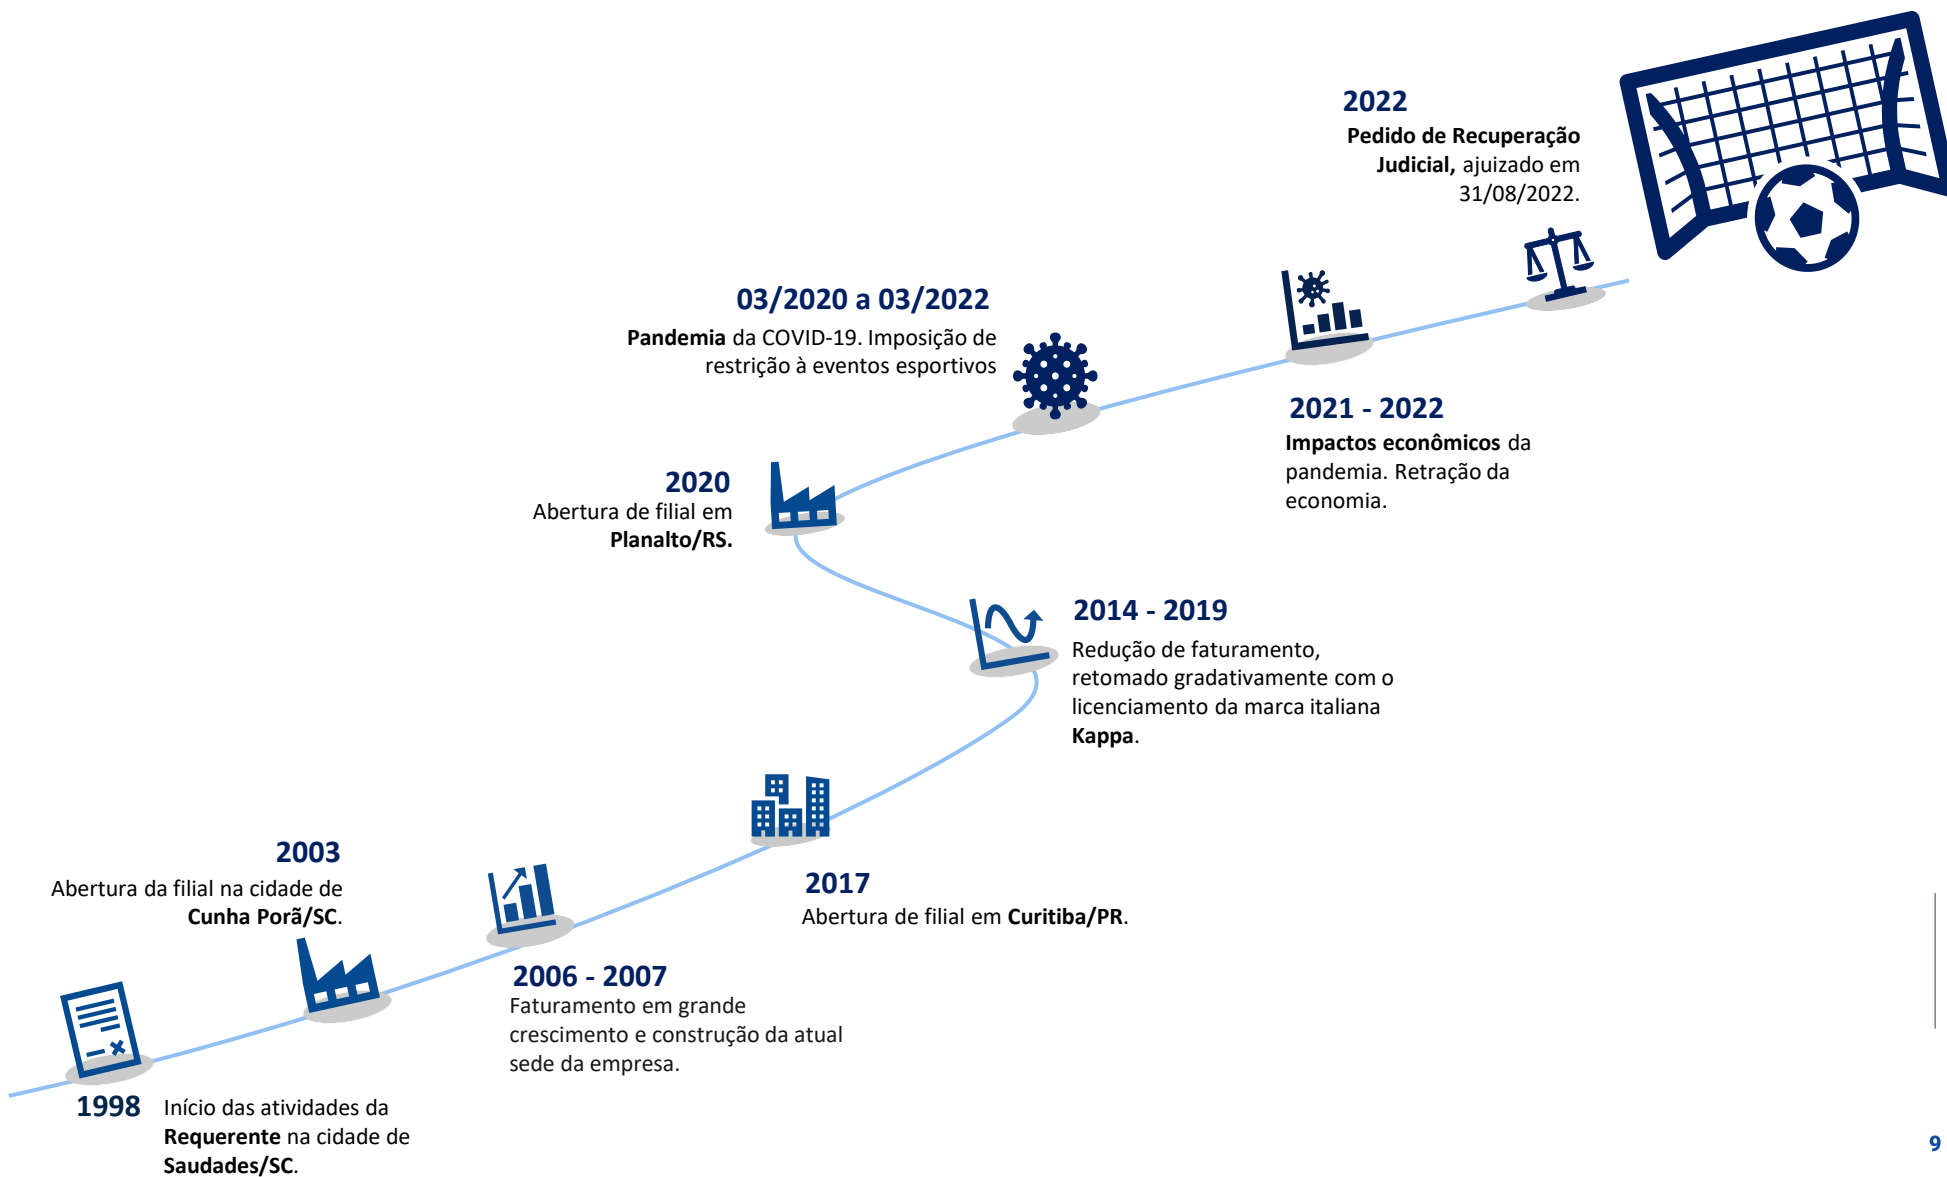 2022
Pedido de Recuperação
Judicial, ajuizado em
31/08/2022.
03/2020 a 03/2022
Pandemia da COVID-19. Imposição de
restrição à eventos esportivos
2021 - 2022
Impactos econômicos da
pandemia. Retração da
economia.
2020
Abertura de filial em
Planalto/RS.
2014 - 2019
Redução de faturamento,
retomado gradativamente com o
licenciamento da marca italiana
Kappa.
2003
Abertura da filial na cidade de
Cunha Porã/SC.
2017
Abertura de filial em Curitiba/PR.
2006 - 2007
Faturamento em grande
crescimento e construção da atual
sede da empresa.
1998
Início das atividades da
Requerente na cidade de
Saudades/SC.
9